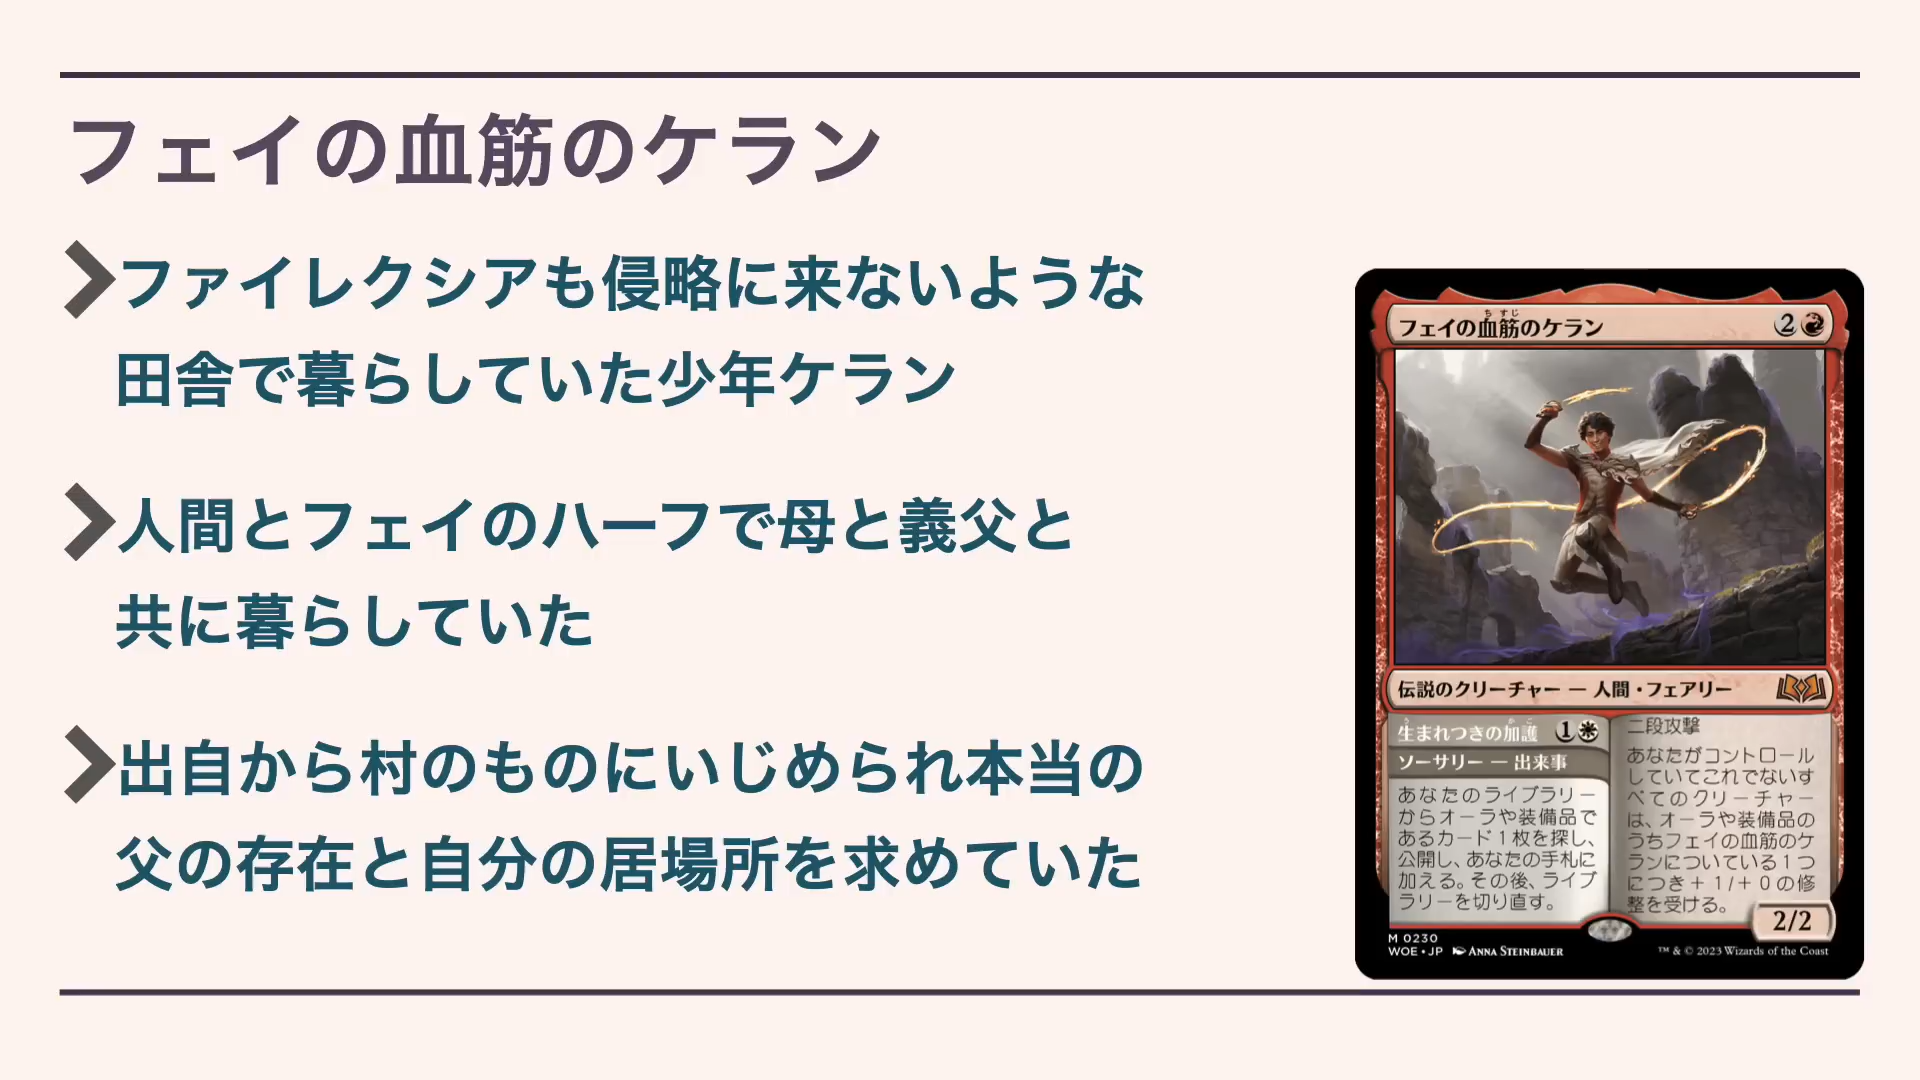 フェイの血筋のケラン
ファイレクシアも侵略に来ないような
田舎で暮らしていた少年ケラン
人間とフェイのハーフで母と義父と
共に暮らしていた
出自から村のものにいじめられ本当の
父の存在と自分の居場所を求めていた
ちすじ
フェイの血筋のケラン 2
伝説のクリーチャー ― 人間・フェアリー
う かご
生まれつきの加護 1
ソーサリー ― 出来事
あなたのライブラリー
からオーラや装備品で
あるカード1枚を探し、
公開し、あなたの手札に
加える。その後、ライブ
ラリーを切り直す。
二段攻撃
あなたがコントロール
していてこれでないす
べてのクリーチャー
は、オーラや装備品の
うちフェイの血筋のケ
ランについている1つ
につき+1/+0の修
整を受ける。
2/2
M 0230
WOE • JP ANNA STEINBAUER
™ & © 2023 Wizards of the Coast